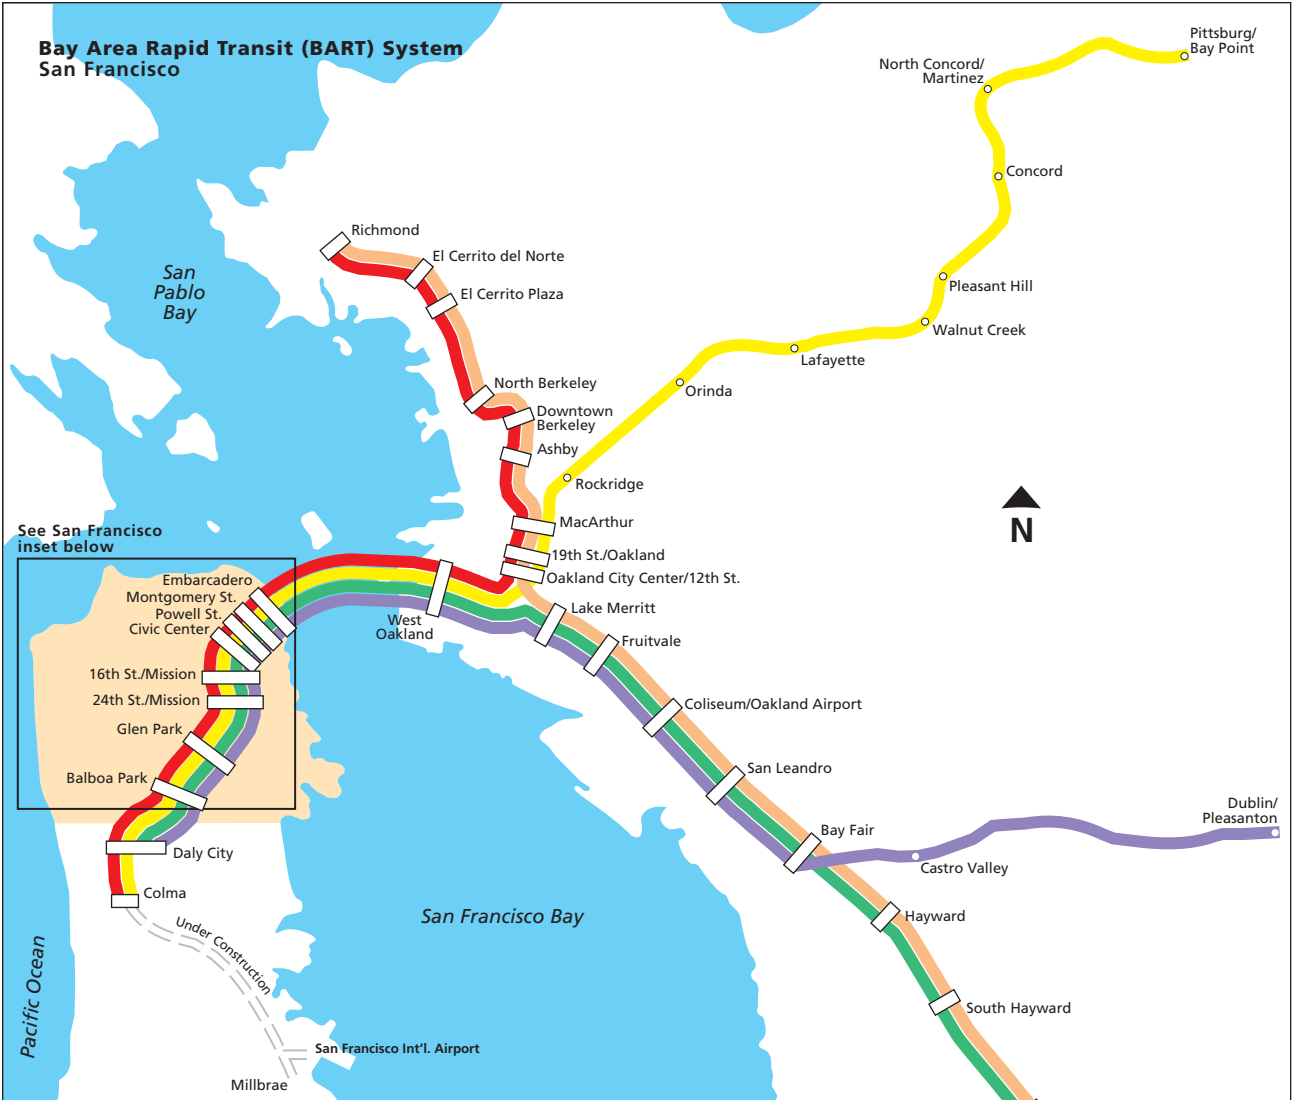 Bay Area Rapid Transit (BART) System
San Francisco
Pittsburg/
Bay Point
North Concord/
Martinez
Concord
Pleasant Hill
Walnut Creek
Lafayette
Orinda
Rockridge
Richmond
El Cerrito del Norte
El Cerrito Plaza
North Berkeley
Downtown
Berkeley
Ashby
MacArthur
19th St./Oakland
Oakland City Center/12th St.
San
Pablo
Bay
N
See San Francisco
inset below
Embarcadero
Montgomery St.
Powell St.
Civic Center
16th St./Mission
24th St./Mission
Glen Park
Balboa Park
Daly City
Colma
West
Oakland
Lake Merritt
Fruitvale
Coliseum/Oakland Airport
San Leandro
Bay Fair
Dublin/
Pleasanton
Castro Valley
Hayward
South Hayward
San Francisco Bay
Pacific Ocean
Under Construction
San Francisco Int'l. Airport
Millbrae